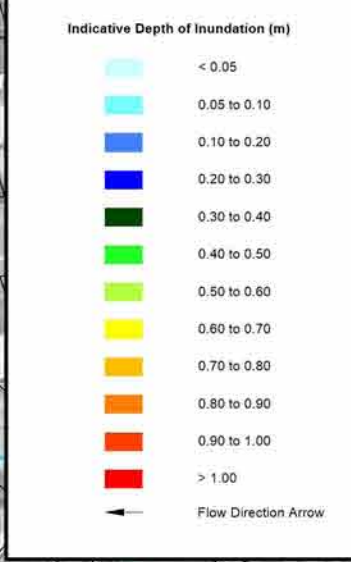 Indicative Depth of Inundation (m)
< 0.05
0.05 to 0.10
0.10 to 0.20
0.20 to 0.30
0.30 to 0.40
0.40 to 0.50
0.50 to 0.60
0.60 to 0.70
0.70 to 0.80
0.80 to 0.90
0.90 to 1.00
> 1.00
Flow Direction Arrow